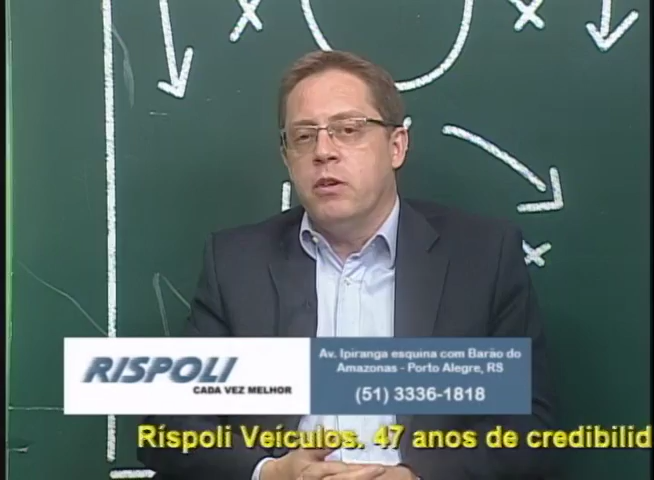 RISPOLI
CADA VEZ MELHOR
Av. Ipiranga esquina com Barão do
Amazonas - Porto Alegre, RS
(51) 3336-1818
Ríspoli Veículos. 47 anos de credibilid